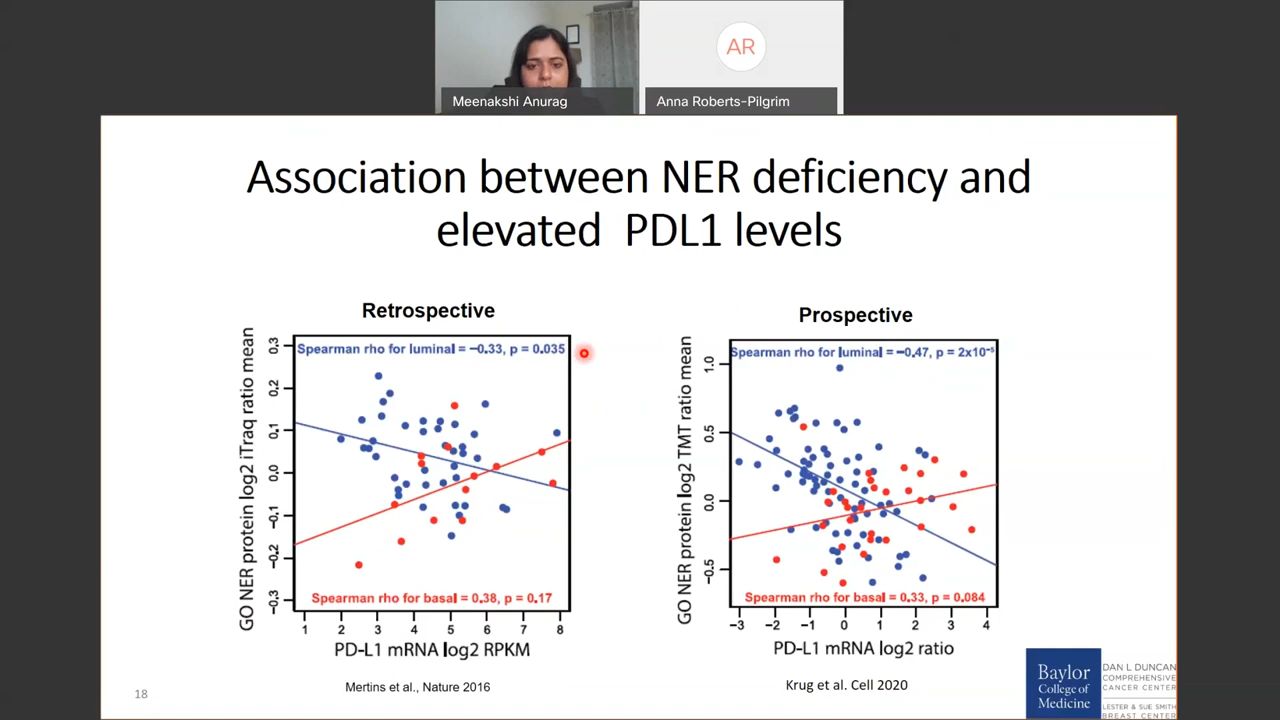 AR
Meenakshi Anurag
Anna Roberts-Pilgrim
Association between NER deficiency and
elevated PDL1 levels
Retrospective
GO NER protein log2 iTraq ratio mean
0.3
0.2
0.1
0.0
-0.1
-0.2
-0.3
Spearman rho for luminal = -0.33, p = 0.035
Spearman rho for basal = 0.38, p = 0.17
1 2 3 4 5 6 7 8
PD-L1 mRNA log2 RPKM
Mertins et al., Nature 2016
Prospective
GO NER protein log2 TMT ratio mean
1.0
0.5
0.0
-0.5
Spearman rho for luminal = -0.47, p = 2x10⁻⁵
Spearman rho for basal = 0.33, p = 0.084
-3 -2 -1 0 1 2 3 4
PD-L1 mRNA log2 ratio
Krug et al. Cell 2020
18
Baylor
College of
Medicine
DAN L DUNCAN
COMPREHENSIVE
CANCER CENTER
LESTER & SUE SMITH
BREAST CENTER